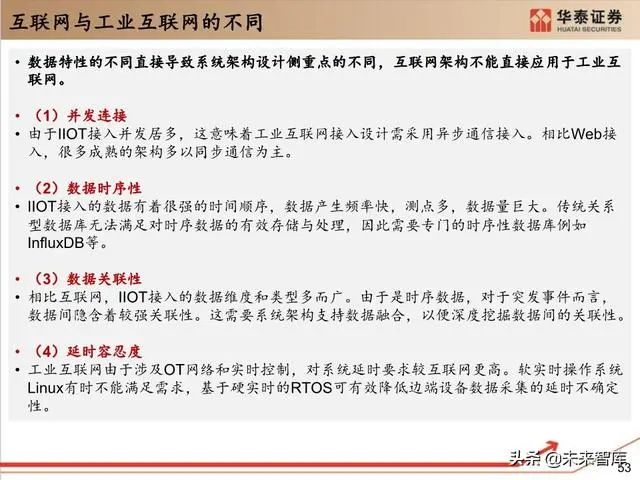 互联网与工业互联网的不同
华泰证券
HUATAI SECURITIES
• 数据特性的不同直接导致系统架构设计侧重点的不同，互联网架构不能直接应用于工业互
联网。
• （1）并发连接
• 由于IIOT接入并发居多，这意味着工业互联网接入设计需采用异步通信接入。相比Web接
入，很多成熟的架构多以同步通信为主。
• （2）数据时序性
• IIOT接入的数据有着很强的时间顺序，数据产生频率快，测点多，数据量巨大。传统关系
型数据库无法满足对时序数据的有效存储与处理，因此需要专门的时序性数据库例如
InfluxDB等。
• （3）数据关联性
• 相比互联网，IIOT接入的数据维度和类型多而广。由于是时序数据，对于突发事件而言，
数据间隐含着较强关联性。这需要系统架构支持数据融合，以便深度挖掘数据间的关联性。
• （4）延时容忍度
• 工业互联网由于涉及OT网络和实时控制，对系统延时要求较互联网更高。软实时操作系统
Linux有时不能满足需求，基于硬实时的RTOS可有效降低边端设备数据采集的延时不确定
性。
头条@未来智库
53